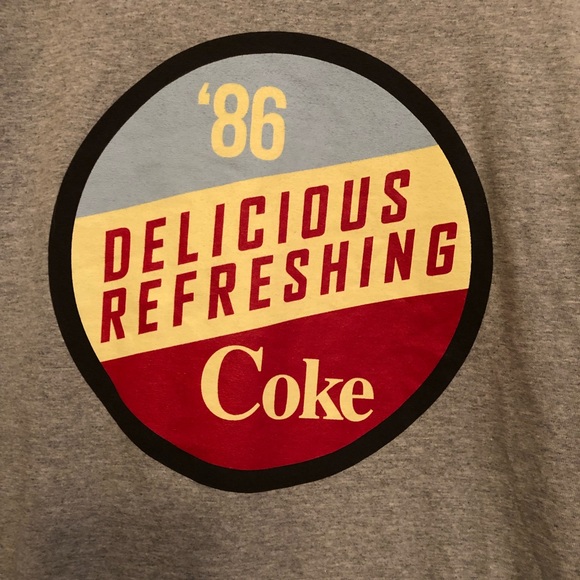 ‘86
DELICIOUS
REFRESHING
Coke